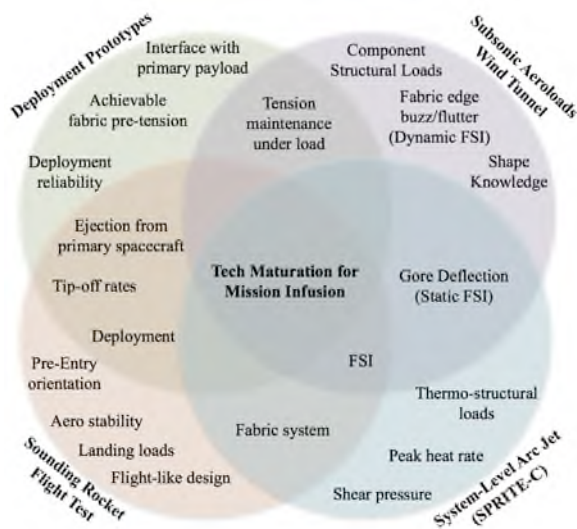 Deployment Prototypes
Interface with
primary payload
Achievable
fabric pre-tension
Deployment
reliability
Subsonic Aeroloads
Wind Tunnel
Component
Structural Loads
Fabric edge
buzz/flutter
(Dynamic FSI)
Shape
Knowledge
Tension
maintenance
under load
Ejection from
primary spacecraft
Tip-off rates
Deployment
Tech Maturation for
Mission Infusion
Gore Deflection
(Static FSI)
FSI
Pre-Entry
orientation
Aero stability
Landing loads
Flight-like design
Fabric system
Thermo-structural
loads
Peak heat rate
Shear pressure
Sounding Rocket
Flight Test
System-Level Arc Jet
(SPRITE-C)